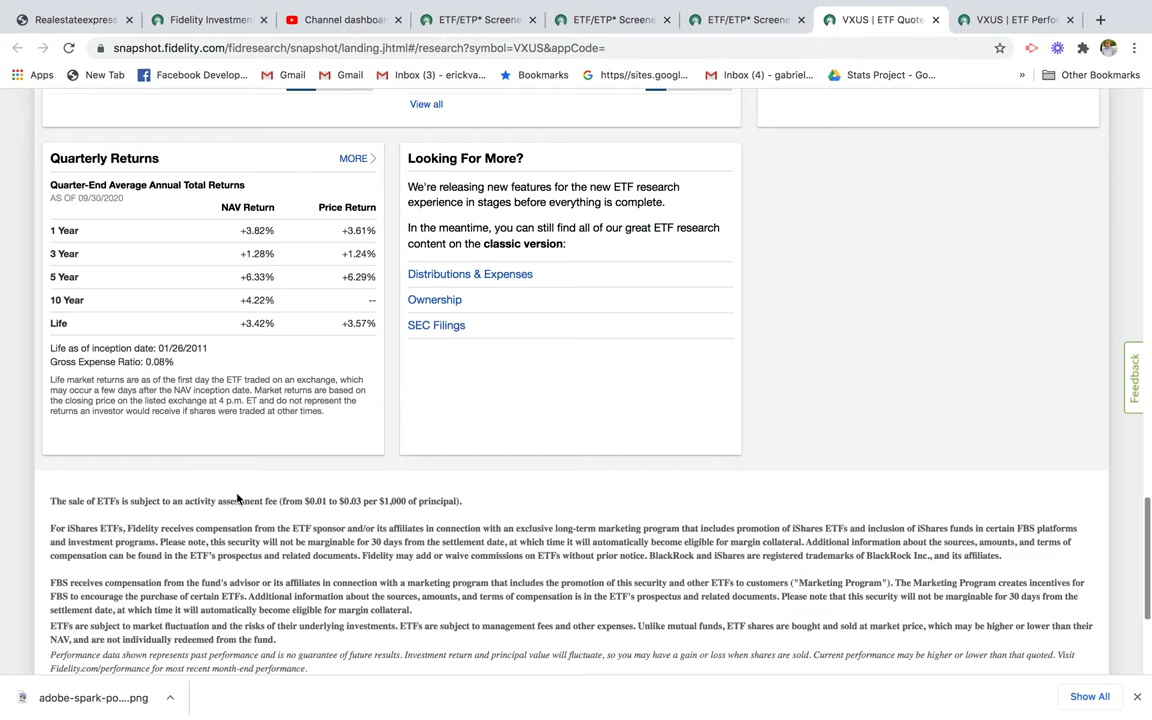 Realestateexpress
Fidelity Investmen
Channel dashboar
ETF/ETP* Screene
ETF/ETP* Screene
ETF/ETP* Screene
VXUS | ETF Quote
VXUS | ETF Perfor
snapshot.fidelity.com/fidresearch/snapshot/landing.jhtml#/research?symbol=VXUS&appCode=
Apps
New Tab
Facebook Develop...
Gmail
Gmail
Inbox (3) - erickva...
Bookmarks
https//sites.googl...
Inbox (4) - gabriel...
Stats Project - Go...
»
Other Bookmarks
View all
Quarterly Returns
MORE
Quarter-End Average Annual Total Returns
AS OF 09/30/2020
NAV Return Price Return
1 Year +3.82% +3.61%
3 Year +1.28% +1.24%
5 Year +6.33% +6.29%
10 Year +4.22% --
Life +3.42% +3.57%
Life as of inception date: 01/26/2011
Gross Expense Ratio: 0.08%
Life market returns are as of the first day the ETF traded on an exchange, which
may occur a few days after the NAV inception date. Market returns are based on
the closing price on the listed exchange at 4 p.m. ET and do not represent the
returns an investor would receive if shares were traded at other times.
Looking For More?
We're releasing new features for the new ETF research
experience in stages before everything is complete.
In the meantime, you can still find all of our great ETF research
content on the classic version:
Distributions & Expenses
Ownership
SEC Filings
Feedback
The sale of ETFs is subject to an activity assessment fee (from $0.01 to $0.03 per $1,000 of principal).
For iShares ETFs, Fidelity receives compensation from the ETF sponsor and/or its affiliates in connection with an exclusive long-term marketing program that includes promotion of iShares ETFs and inclusion of iShares funds in certain FBS platforms
and investment programs. Please note, this security will not be marginable for 30 days from the settlement date, at which time it will automatically become eligible for margin collateral. Additional information about the sources, amounts, and terms of
compensation can be found in the ETF's prospectus and related documents. Fidelity may add or waive commissions on ETFs without prior notice. BlackRock and iShares are registered trademarks of BlackRock Inc., and its affiliates.
FBS receives compensation from the fund's advisor or its affiliates in connection with a marketing program that includes the promotion of this security and other ETFs to customers ("Marketing Program"). The Marketing Program creates incentives for
FBS to encourage the purchase of certain ETFs. Additional information about the sources, amounts, and terms of compensation is in the ETF's prospectus and related documents. Please note that this security will not be marginable for 30 days from the
settlement date, at which time it will automatically become eligible for margin collateral.
ETFs are subject to market fluctuation and the risks of their underlying investments. ETFs are subject to management fees and other expenses. Unlike mutual funds, ETF shares are bought and sold at market price, which may be higher or lower than their
NAV, and are not individually redeemed from the fund.
Performance data shown represents past performance and is no guarantee of future results. Investment return and principal value will fluctuate, so you may have a gain or loss when shares are sold. Current performance may be higher or lower than that quoted. Visit
Fidelity.com/performance for most recent month-end performance.
adobe-spark-po....png
Show All